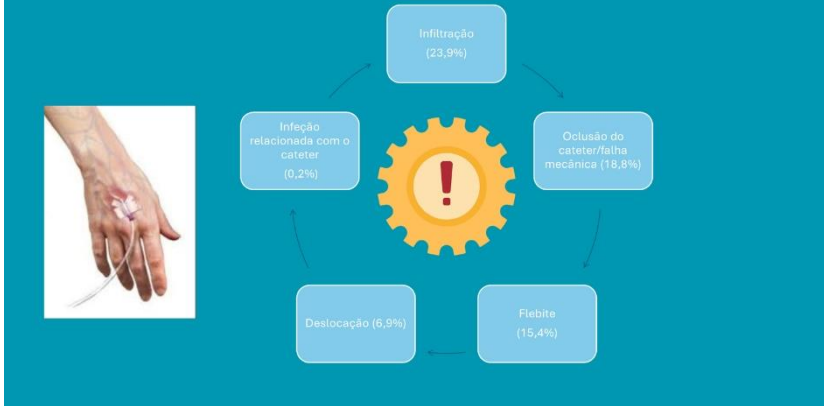 Infiltração
(23,9%)
Oclusão do
cateter/falha
mecânica (18,8%)
Flebite
(15,4%)
Deslocação (6,9%)
Infeção
relacionada com o
cateter
(0,2%)